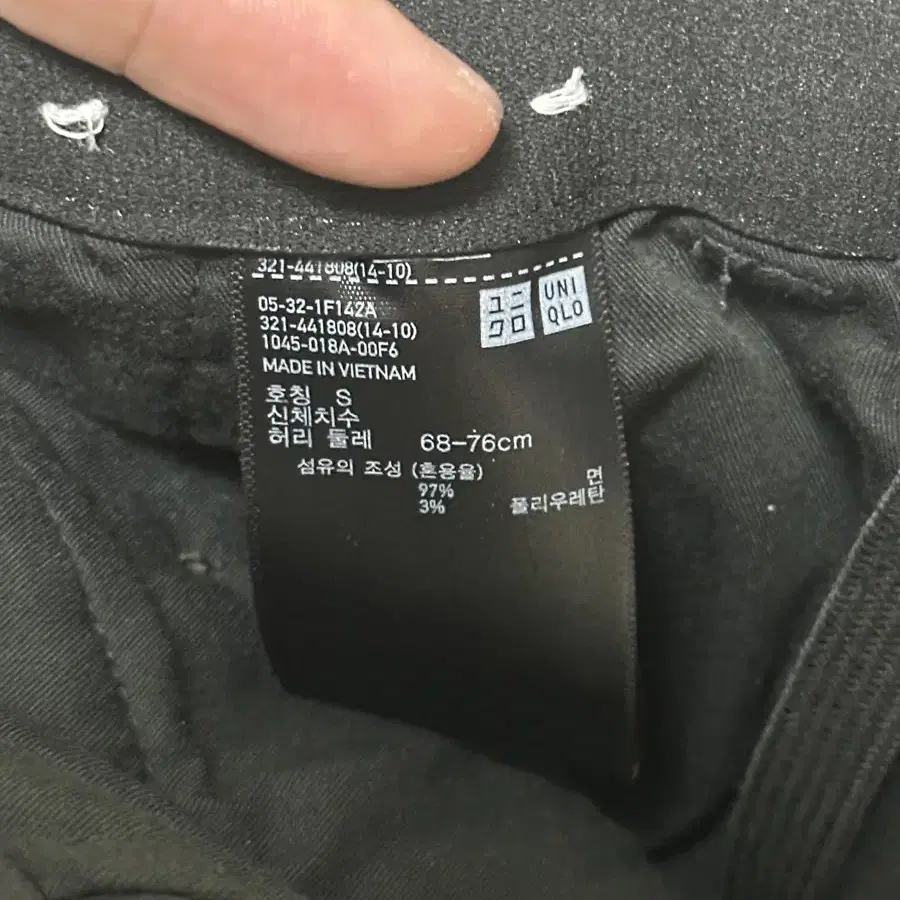 321-441808(14-10)
ユニ
クロ
UNI
QLO
05-32-1F142A
321-441808(14-10)
1045-018A-00F6
MADE IN VIETNAM
호칭 S
신체치수
허리 둘레 68-76cm
섬유의 조성 (혼용율)
면
97%
3% 폴리우레탄